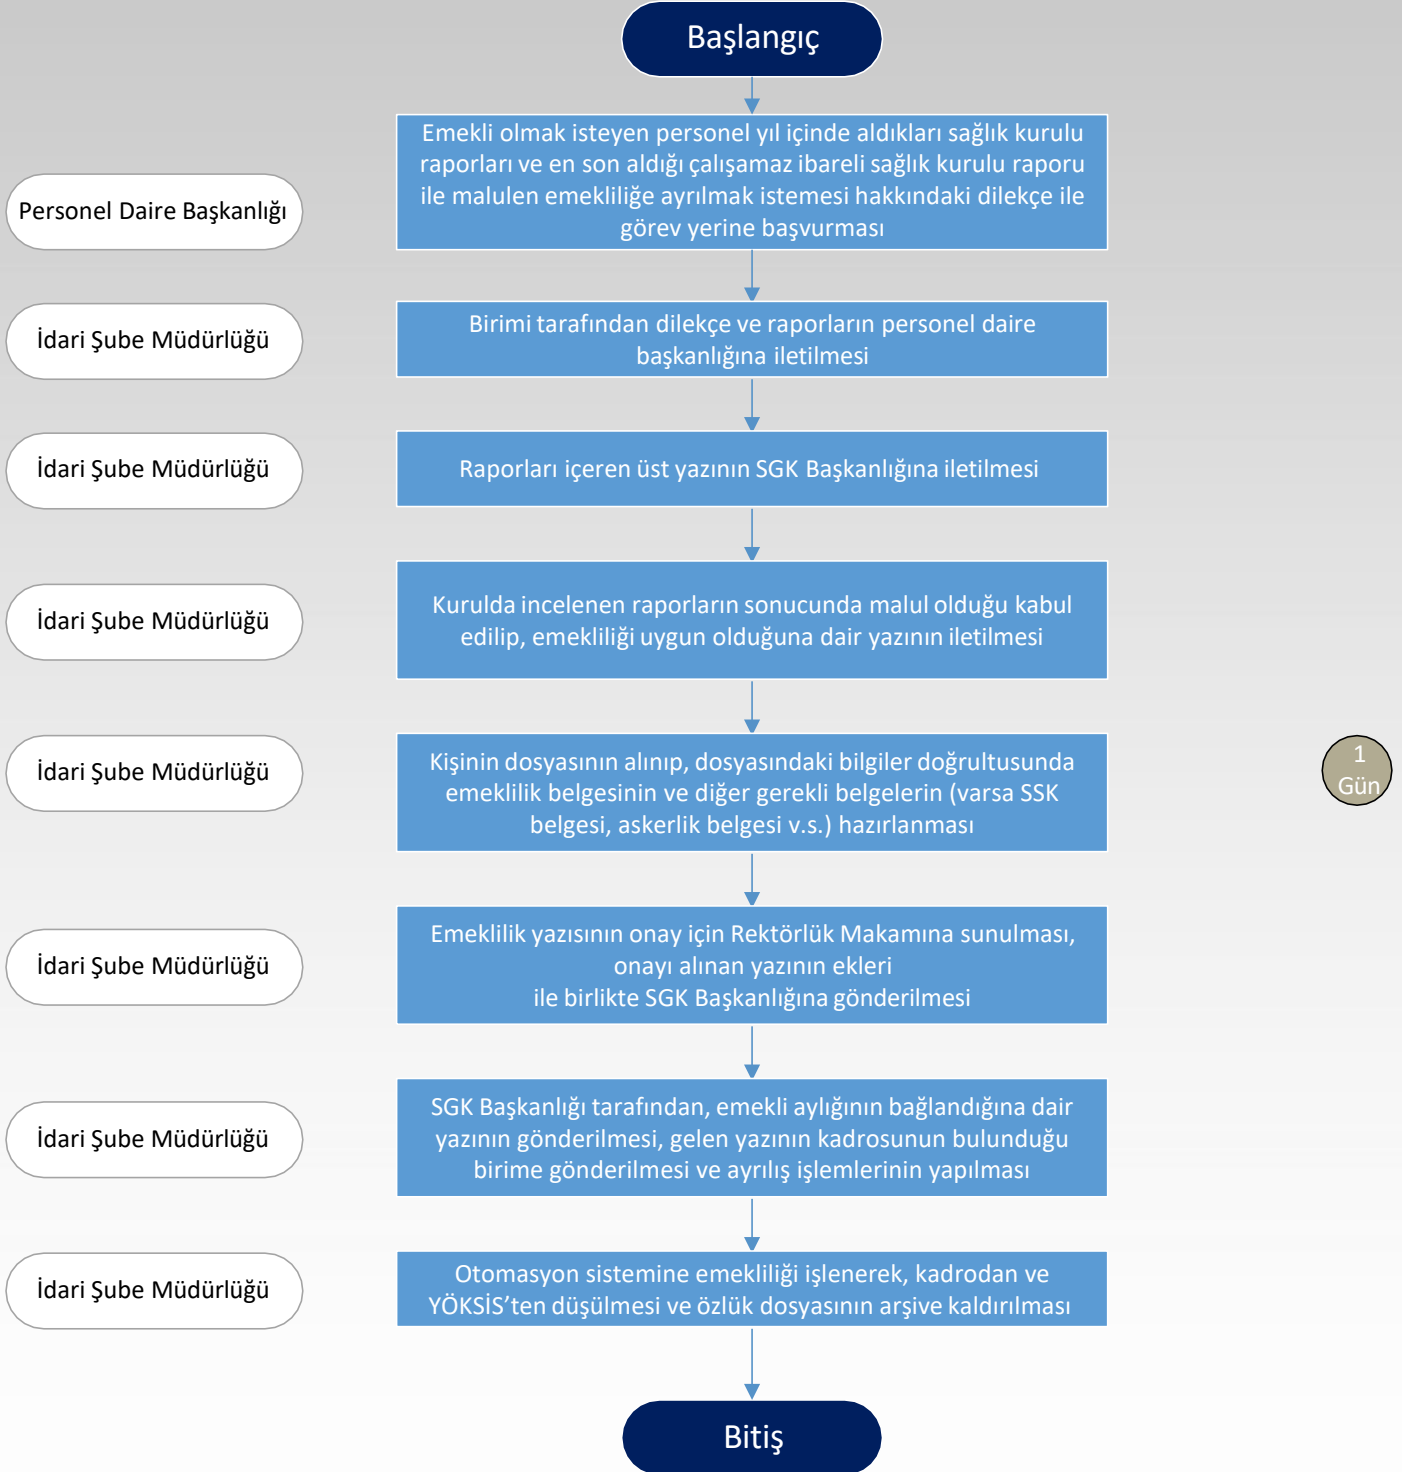 Başlangıç
Emekli olmak isteyen personel yıl içinde aldıkları sağlık kurulu
raporları ve en son aldığı çalışamaz ibareli sağlık kurulu raporu
ile malulen emekliliğe ayrılmak istemesi hakkındaki dilekçe ile
görev yerine başvurması
Personel Daire Başkanlığı
İdari Şube Müdürlüğü
Birimi tarafından dilekçe ve raporların personel daire
başkanlığına iletilmesi
İdari Şube Müdürlüğü
Raporları içeren üst yazının SGK Başkanlığına iletilmesi
İdari Şube Müdürlüğü
Kurulda incelenen raporların sonucunda malul olduğu kabul
edilip, emekliliği uygun olduğuna dair yazının iletilmesi
İdari Şube Müdürlüğü
Kişinin dosyasının alınıp, dosyasındaki bilgiler doğrultusunda
emeklilik belgesinin ve diğer gerekli belgelerin (varsa SSK
belgesi, askerlik belgesi v.s.) hazırlanması
1
Gün
İdari Şube Müdürlüğü
Emeklilik yazısının onay için Rektörlük Makamına sunulması,
onayı alınan yazının ekleri
ile birlikte SGK Başkanlığına gönderilmesi
İdari Şube Müdürlüğü
SGK Başkanlığı tarafından, emekli aylığının bağlandığına dair
yazının gönderilmesi, gelen yazının kadrosunun bulunduğu
birime gönderilmesi ve ayrılış işlemlerinin yapılması
İdari Şube Müdürlüğü
Otomasyon sistemine emekliliği işlenerek, kadrodan ve
YÖKSİS’ten düşülmesi ve özlük dosyasının arşive kaldırılması
Bitiş